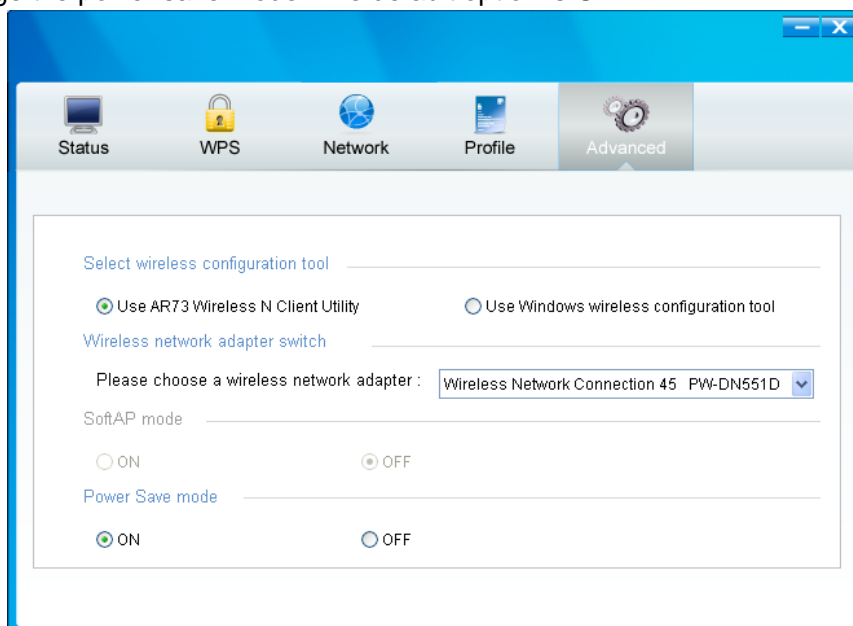 Status WPS Network Profile Advanced
Select wireless configuration tool
Use AR73 Wireless N Client Utility Use Windows wireless configuration tool
Wireless network adapter switch
Please choose a wireless network adapter : Wireless Network Connection 45 PW-DN551D
SoftAP mode
ON OFF
Power Save mode
ON OFF